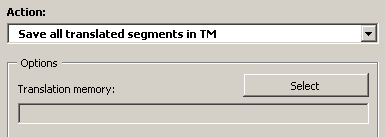 Action:
Save all translated segments in TM
Options
Translation memory:
Select